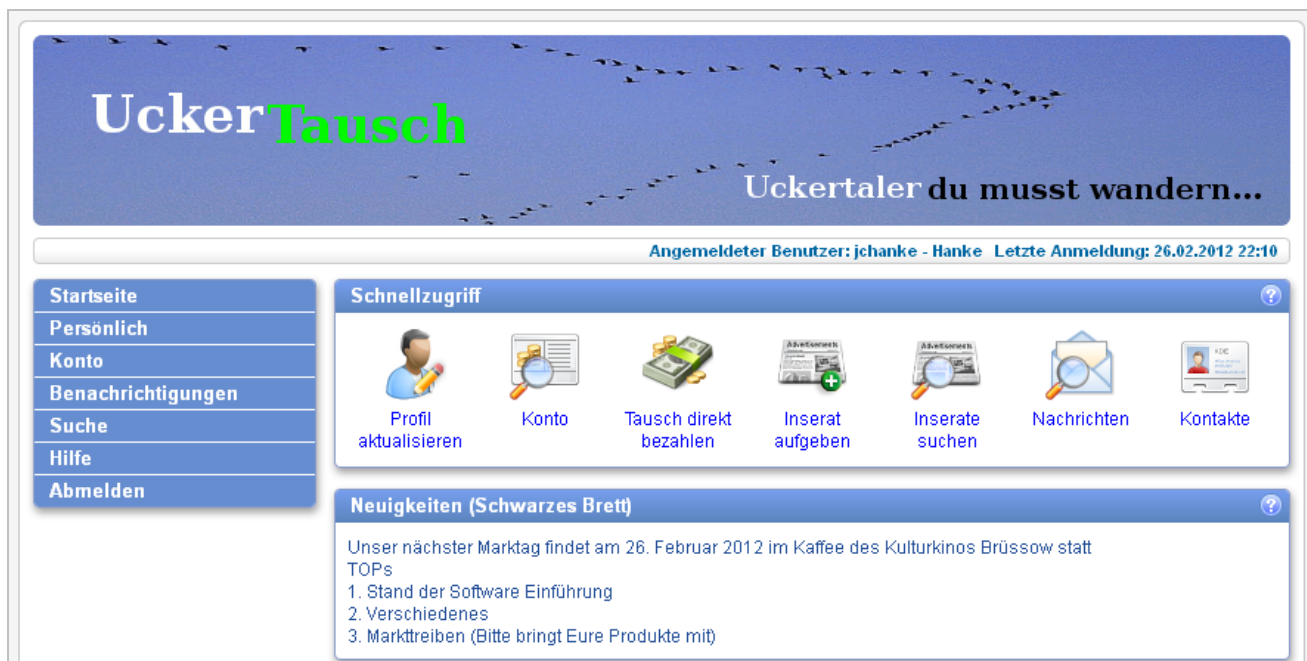 UckerTausch
Uckertaler du musst wandern...
Angemeldeter Benutzer: jchanke - Hanke Letzte Anmeldung: 26.02.2012 22:10
Startseite
Persönlich
Konto
Benachrichtigungen
Suche
Hilfe
Abmelden
Schnellzugriff
?
Advertisements
Advertisements
KDE
Profil
aktualisieren
Konto
Tausch direkt
bezahlen
Inserat
aufgeben
Inserate
suchen
Nachrichten
Kontakte
Neuigkeiten (Schwarzes Brett)
?
Unser nächster Marktag findet am 26. Februar 2012 im Kaffee des Kulturkinos Brüssow statt
TOPs
1. Stand der Software Einführung
2. Verschiedenes
3. Markttreiben (Bitte bringt Eure Produkte mit)